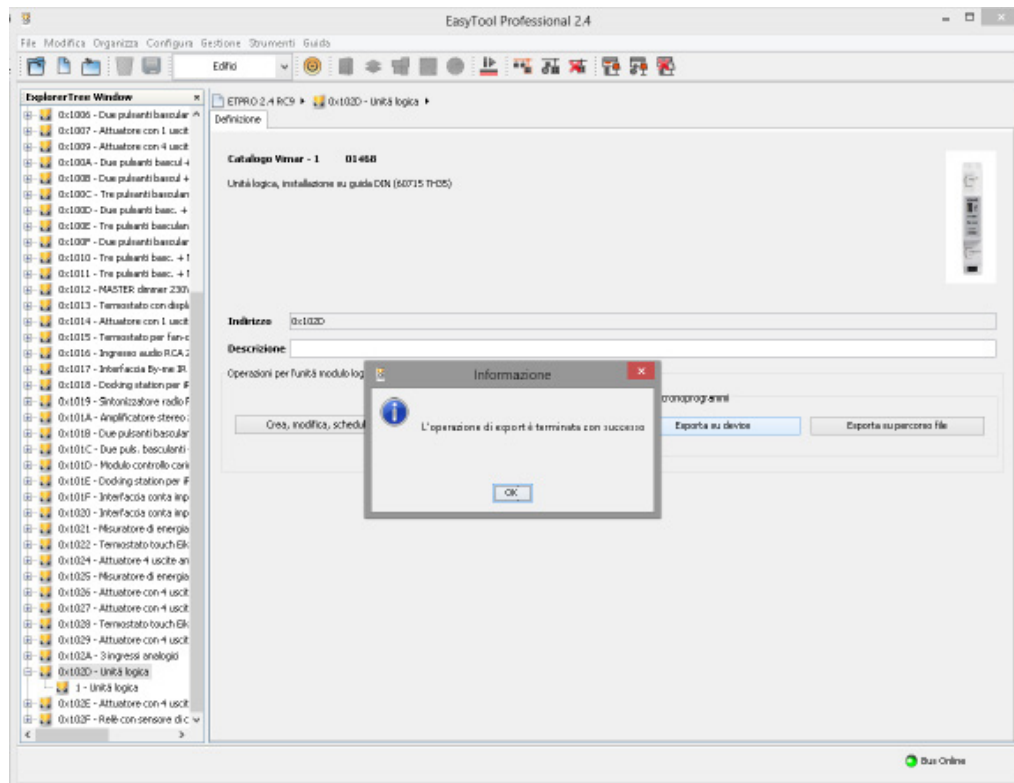 EasyTool Professional 2.4
File Modifica Organizza Configura Gestione Strumenti Guida
Edifici
ExplorerTree Window
0x1006 - Due pulsanti bascular
0x1007 - Attuatore con 1 uscit
0x1009 - Attuatore con 4 uscit
0x100A - Due pulsanti bascul +
0x100B - Due pulsanti bascul +
0x100C - Tre pulsanti basculan
0x100D - Due pulsanti basc. +
0x100E - Tre pulsanti basculan
0x100F - Due pulsanti bascular
0x1010 - Tre pulsanti basc. + 1
0x1011 - Tre pulsanti basc. + 1
0x1012 - MASTER dimmer 230V
0x1013 - Termostato con displa
0x1014 - Attuatore con 1 uscit
0x1015 - Termostato per fan-c
0x1016 - Ingresso audio RCA 2
0x1017 - Interfaccia By-me IR
0x1018 - Docking station per iF
0x1019 - Sintonizzatore radio F
0x101A - Amplificatore stereo
0x101B - Due pulsanti bascular
0x101C - Due puls. basculanti
0x101D - Modulo controllo cari
0x101E - Docking station per iF
0x101F - Interfaccia conta imp
0x1020 - Interfaccia conta imp
0x1021 - Misuratore di energia
0x1022 - Termostato touch Eik
0x1024 - Attuatore 4 uscite an
0x1025 - Misuratore di energia
0x1026 - Attuatore con 4 uscit
0x1027 - Attuatore con 4 uscit
0x1028 - Termostato touch Eik
0x1029 - Attuatore con 4 uscit
0x102A - 3 ingressi analogici
0x102D - Unità logica
1 - Unità logica
0x102E - Attuatore con 4 uscit
0x102F - Relè con sensore di c
ETPRO 2.4 RC9
0x102D - Unità logica
Definizione
Catalogo Vimar - 1 01468
Unità logica, installazione su guida DIN (60715 TH35)
Indirizzo 0x102D
Descrizione
Operazioni per l'unità modulo log
cronoprogrammi
Crea, modifica, schedul
Esporta su device
Esporta su percorso file
Informazione
L'operazione di export è terminata con successo
OK
Bus Online